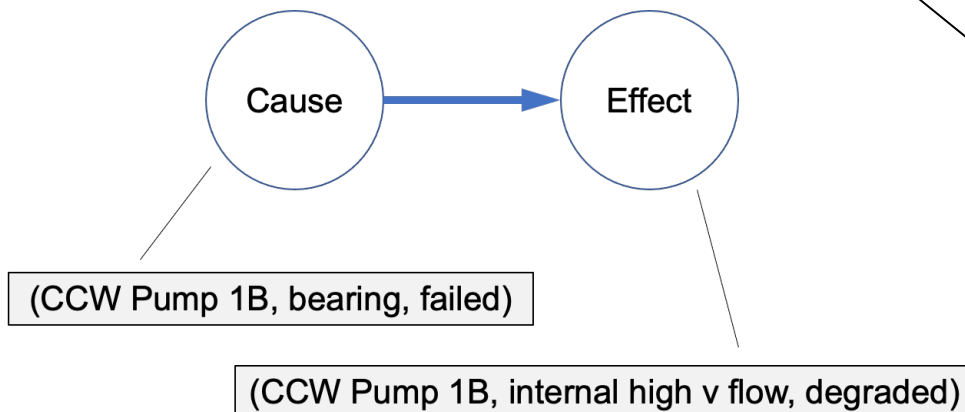 Cause
Effect
(CCW Pump 1B, bearing, failed)
(CCW Pump 1B, internal high v flow, degraded)